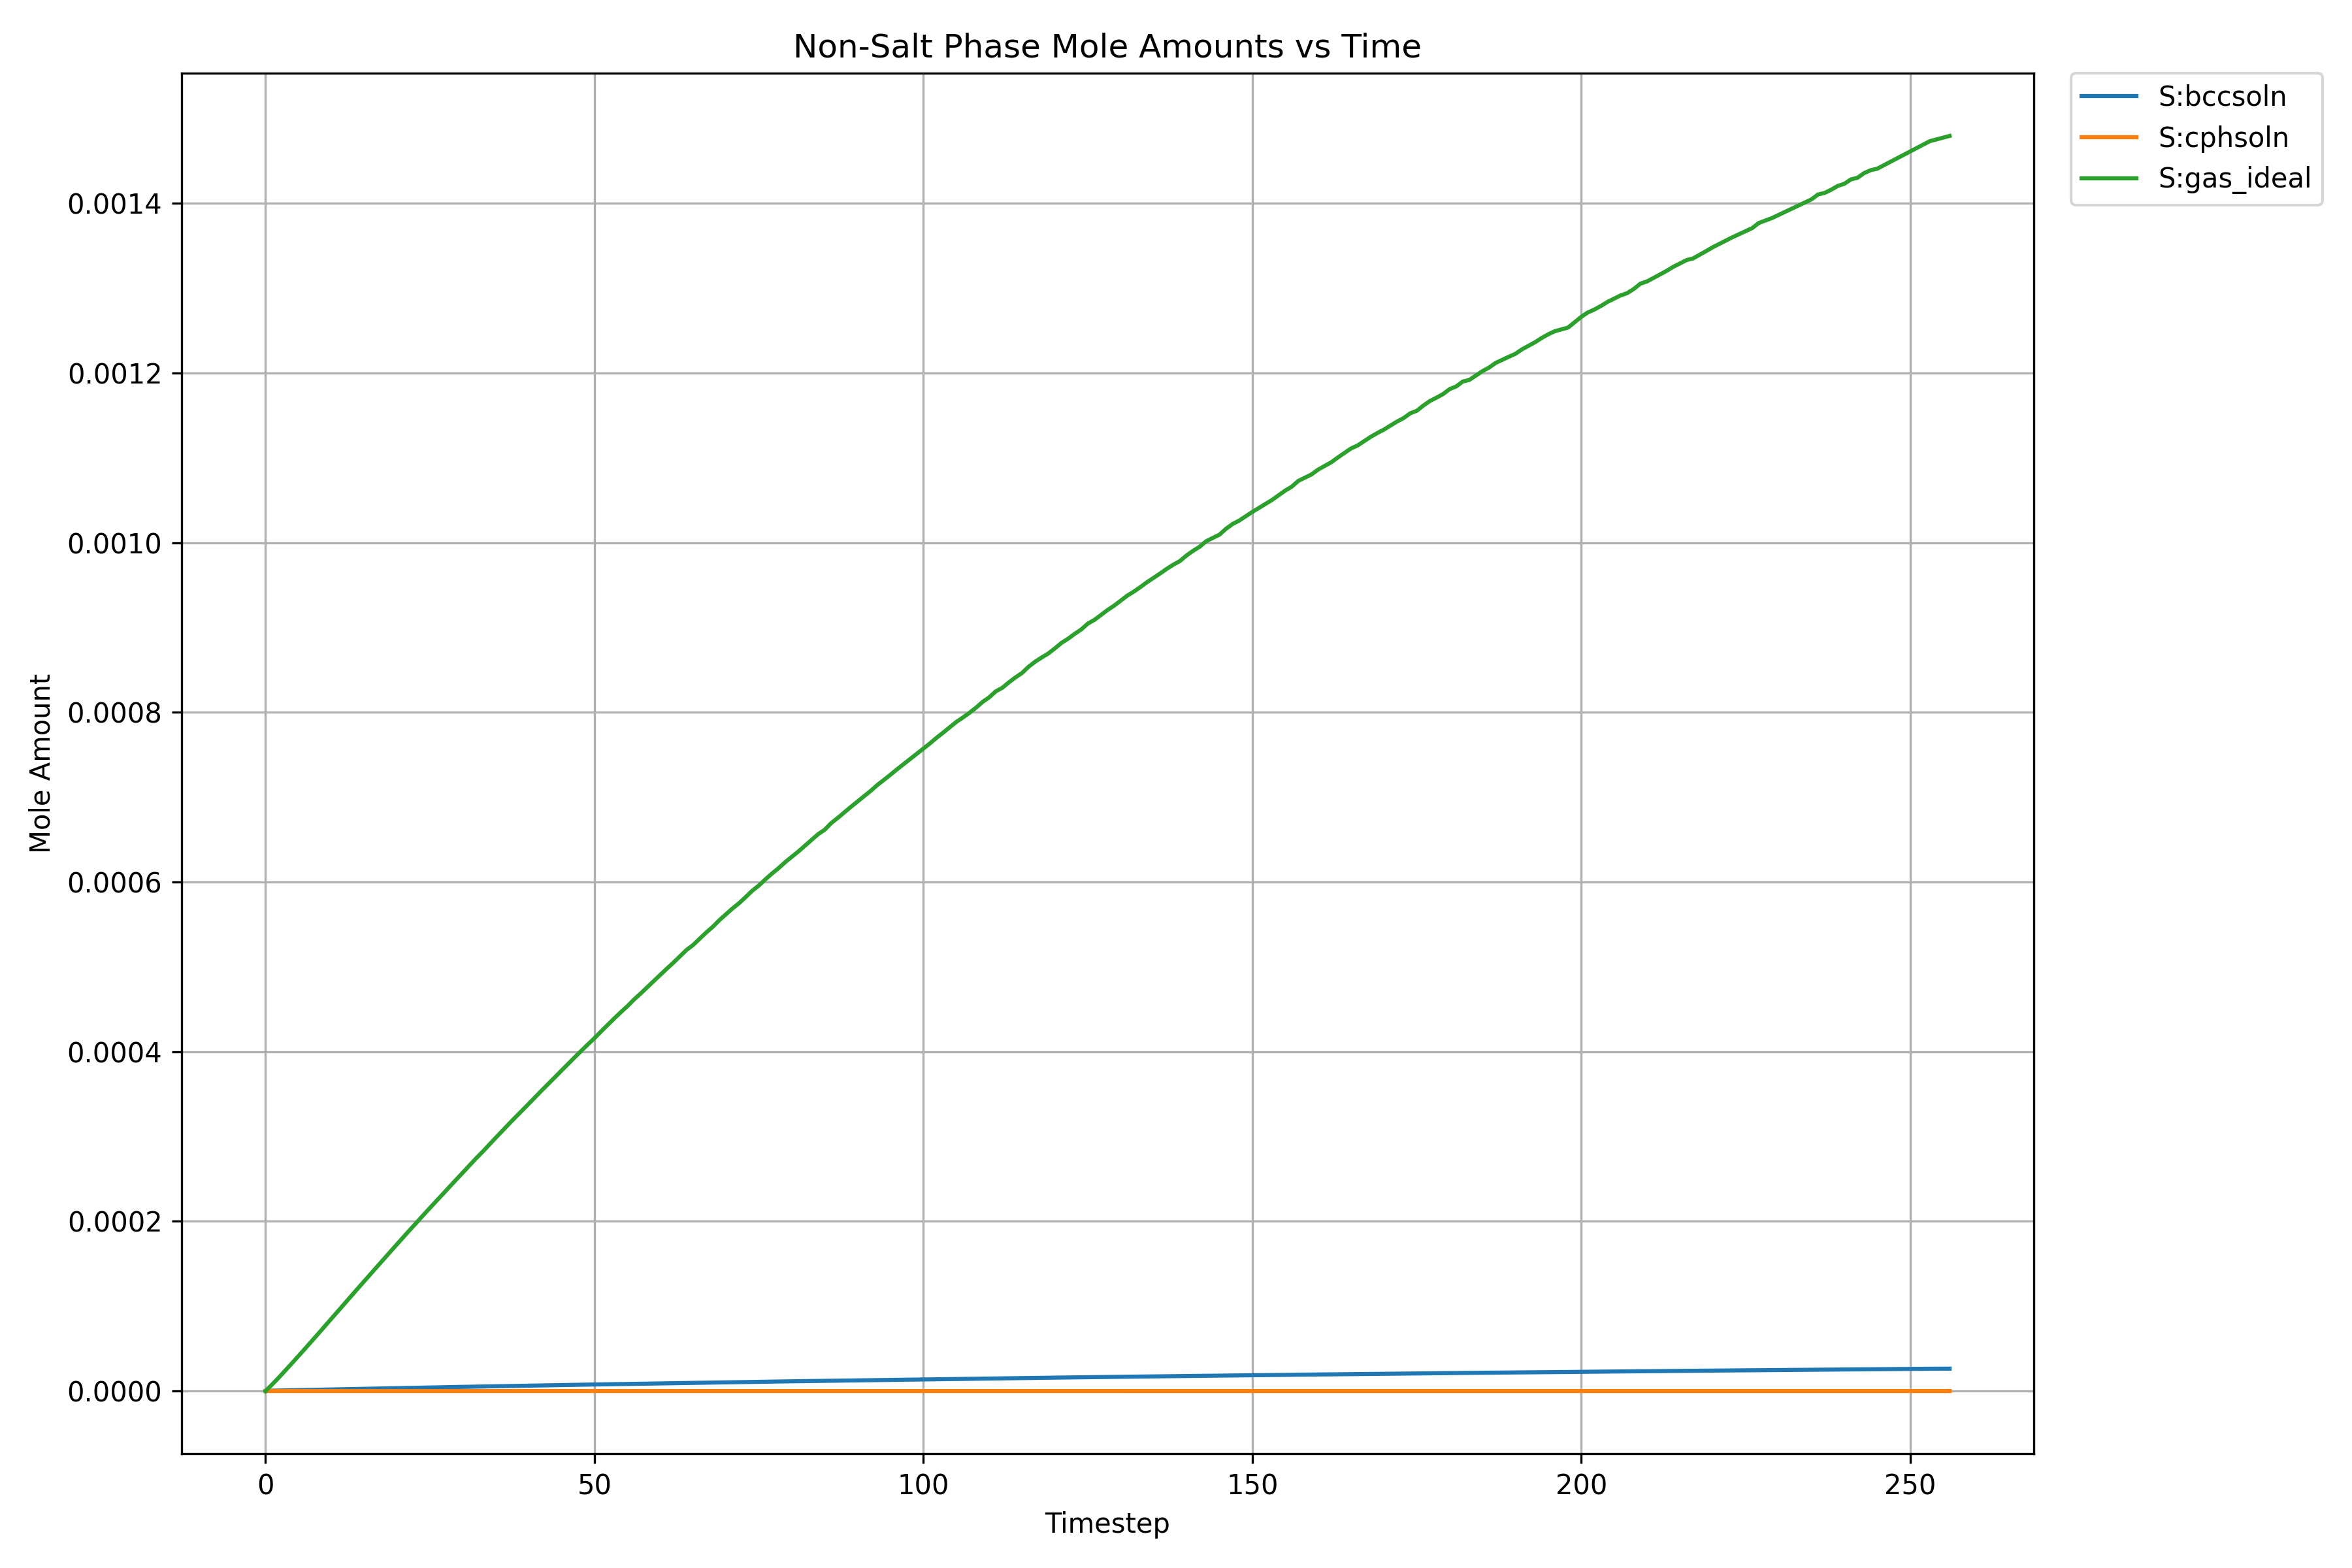 Non-Salt Phase Mole Amounts vs Time
S:bccsoln
S:cphsoln
S:gas_ideal
0.0014
0.0012
0.0010
0.0008
0.0006
0.0004
0.0002
0.0000
Mole Amount
0 50 100 150 200 250
Timestep